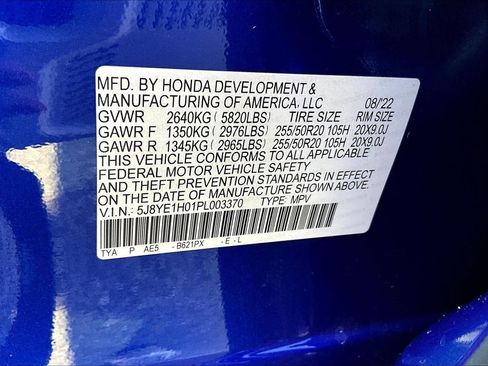 MFD. BY HONDA DEVELOPMENT &
MANUFACTURING OF AMERICA, LLC 08/'22
GVWR 2640KG (5820LBS) TIRE SIZE RIM SIZE
GAWR F 1350KG (2976LBS) 255/50R20 105H 20X9.0J
GAWR R 1345KG (2965LBS) 255/50R20 105H 20X9.0J
THIS VEHICLE CONFORMS TO ALL APPLICABLE
FEDERAL MOTOR VEHICLE SAFETY
AND THEFT PREVENTION STANDARDS IN EFFECT
ON THE DATE OF MANUFACTURE SHOWN ABOVE.
V.I.N.: 5J8YE1H01PL003370 TYPE: MPV
TYA P AE5 - B621PX - E - L